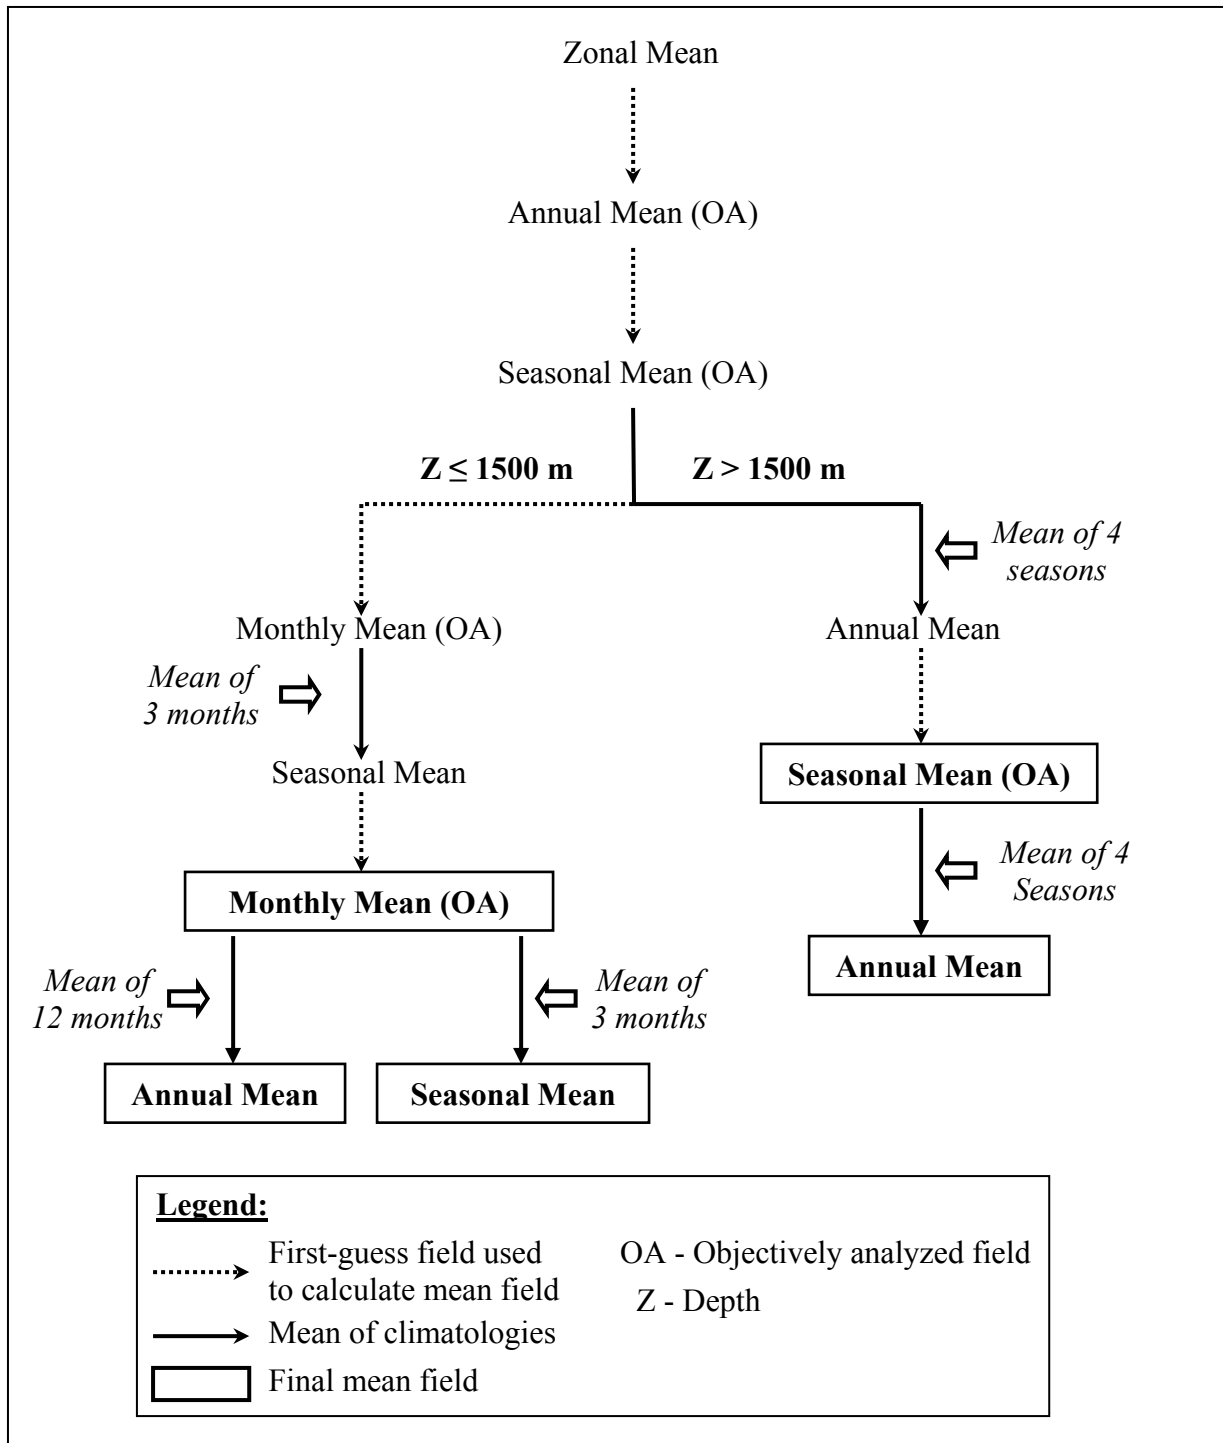 Zonal Mean
Annual Mean (OA)
Seasonal Mean (OA)
Z ≤ 1500 m
Z > 1500 m
Mean of 4
seasons
Monthly Mean (OA)
Annual Mean
Mean of
3 months
Seasonal Mean
Seasonal Mean (OA)
Mean of 4
Seasons
Monthly Mean (OA)
Annual Mean
Mean of
12 months
Mean of
3 months
Annual Mean
Seasonal Mean
Legend:
First-guess field used
to calculate mean field
Mean of climatologies
Final mean field
OA - Objectively analyzed field
Z - Depth